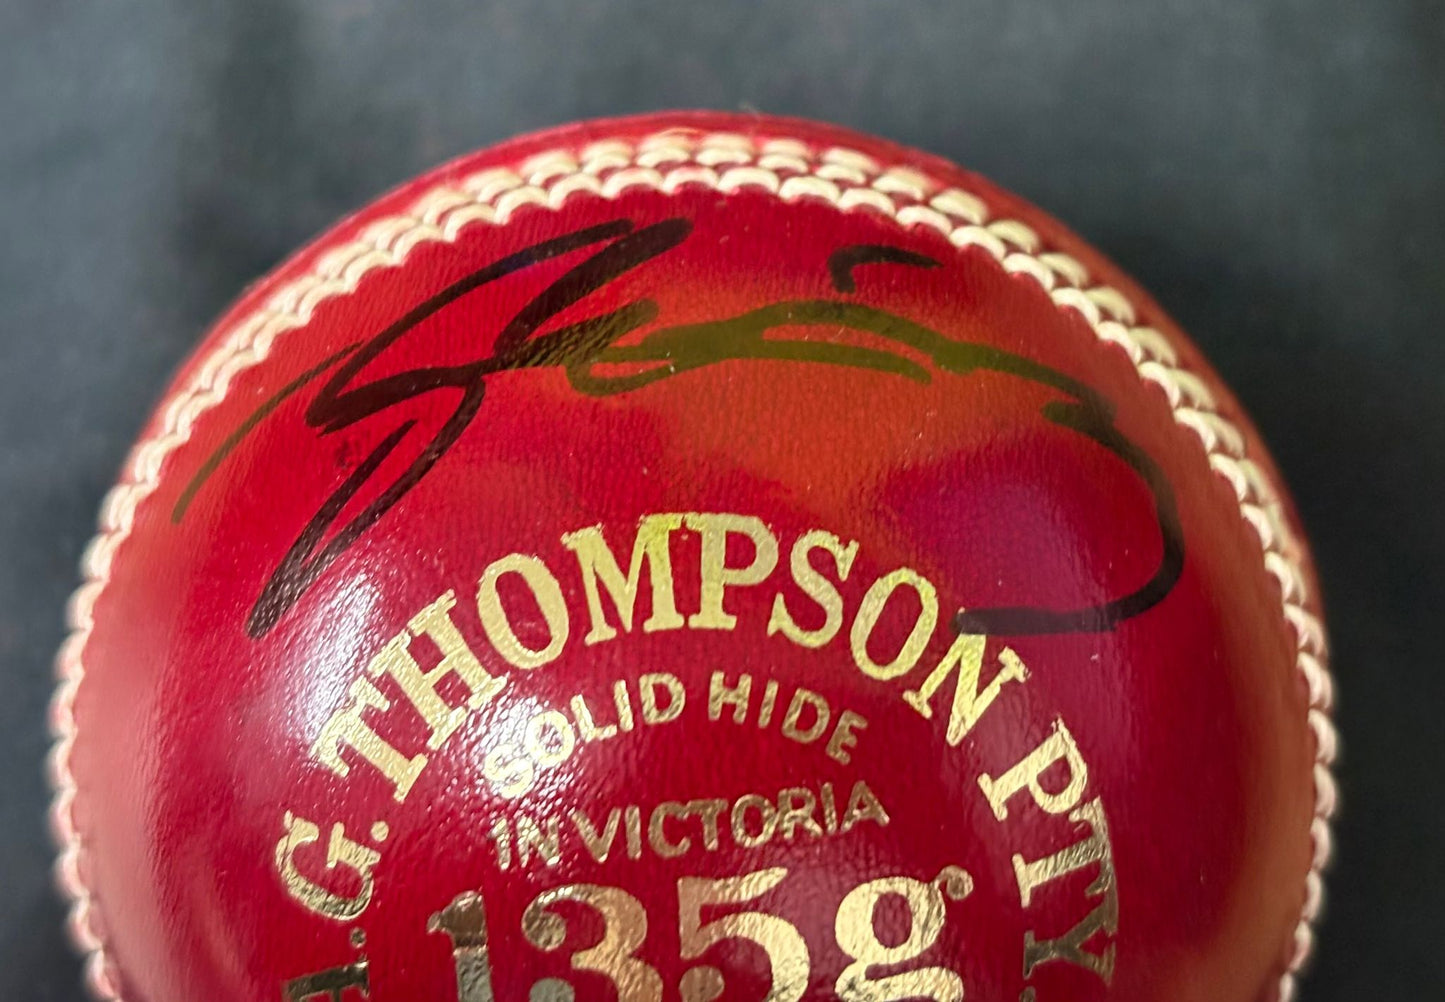 A.G. THOMPSON PTY.
SOLID HIDE
IN VICTORIA
135g